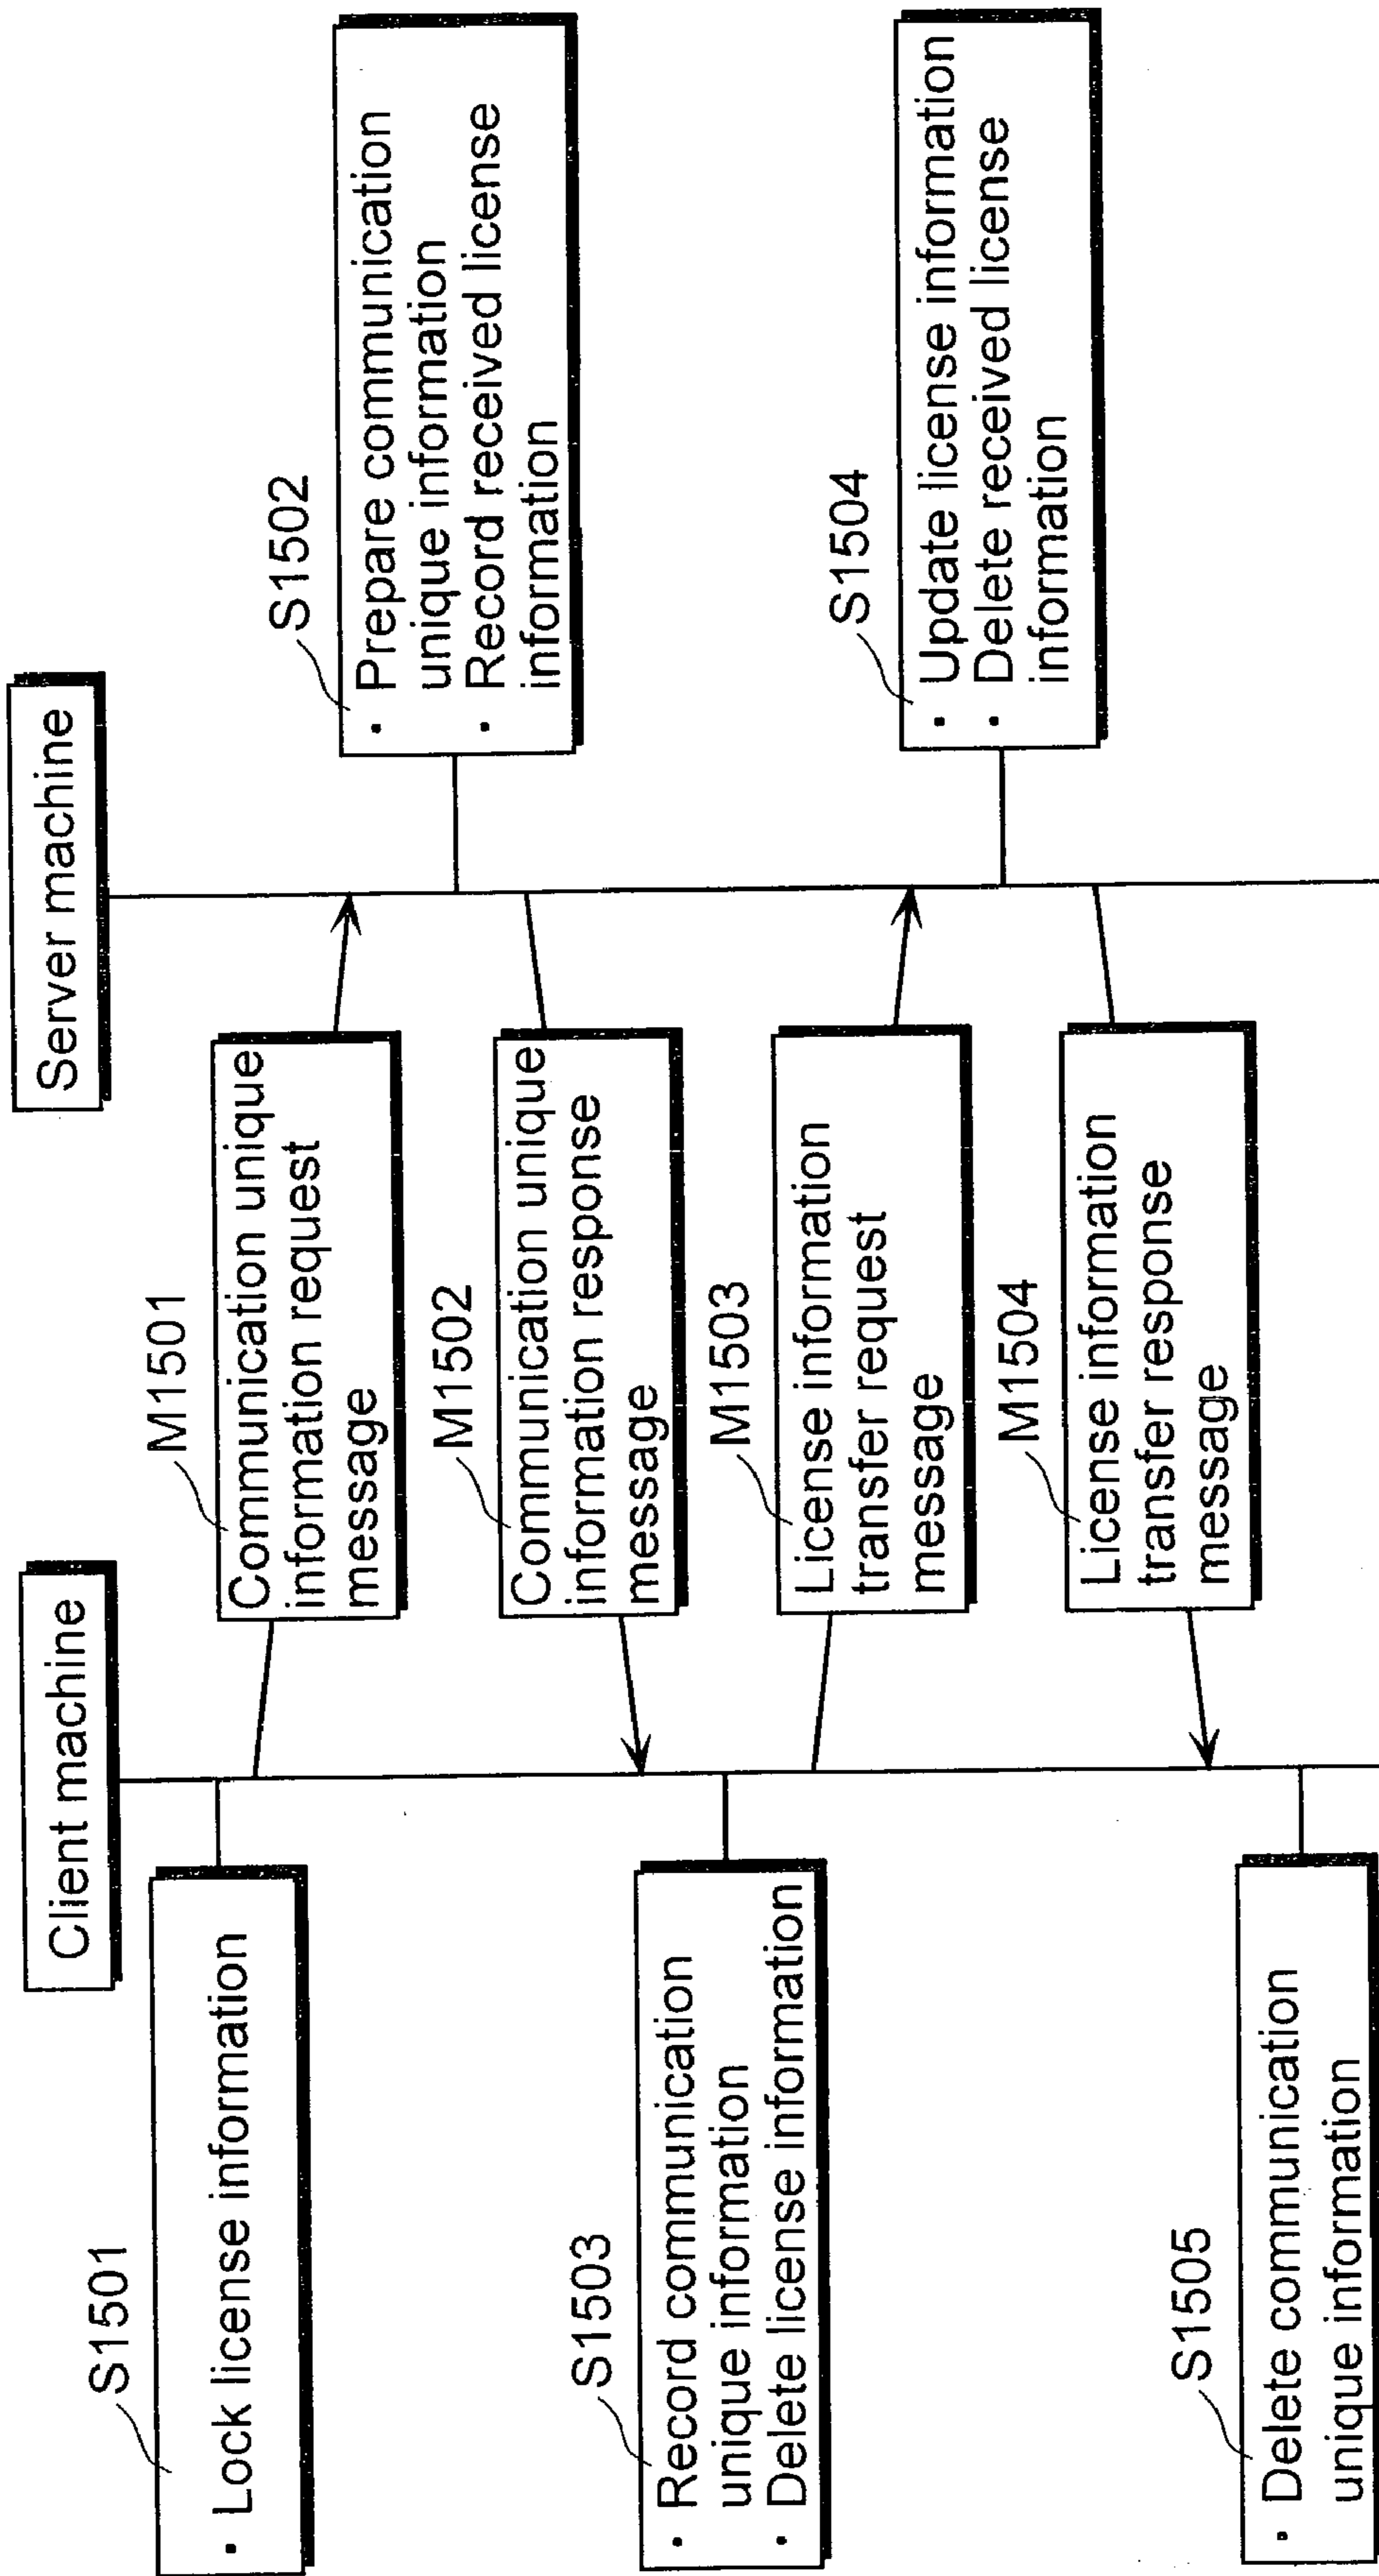 Client machine
Server machine
S1501
· Lock license information
M1501
Communication unique
information request
message
S1502
· Prepare communication
unique information
· Record received license
information
M1502
Communication unique
information response
message
S1503
· Record communication
unique information
· Delete license information
M1503
License information
transfer request
message
S1504
· Update license information
· Delete received license
information
M1504
License information
transfer response
message
S1505
· Delete communication
unique information